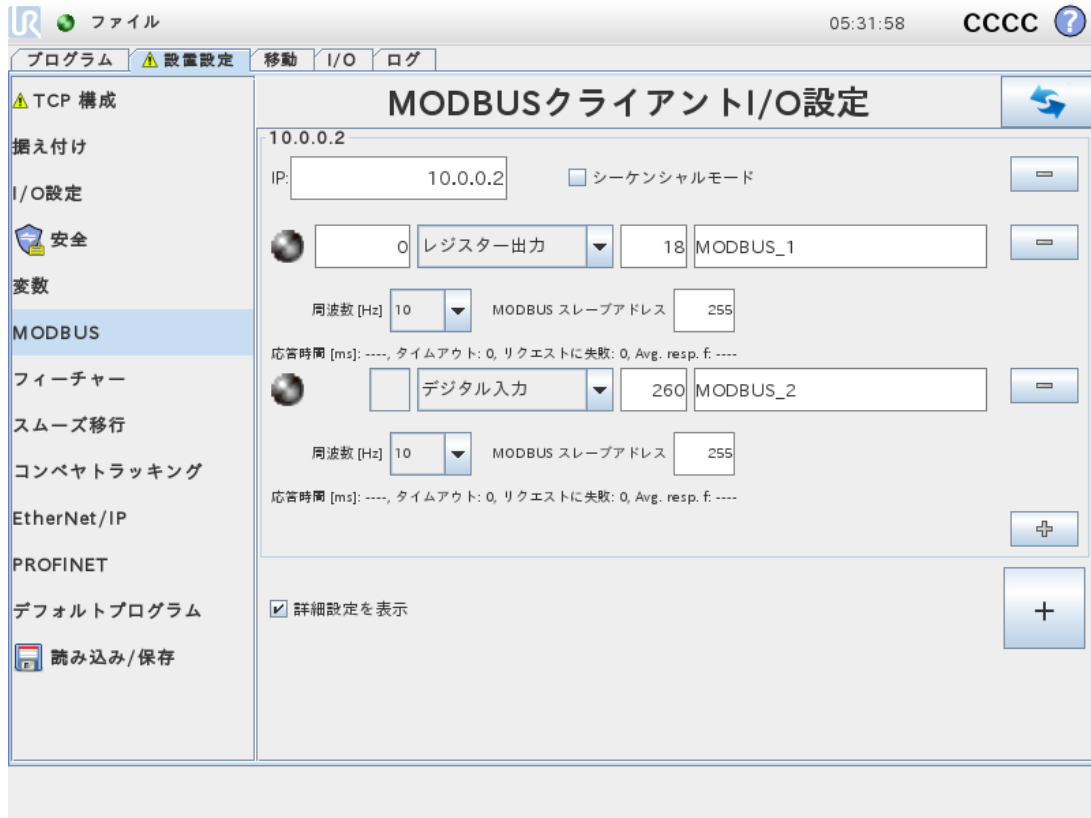 UR ファイル 05:31:58 CCCC ?
プログラム 設置設定 移動 I/O ログ
TCP 構成
据え付け
I/O設定
安全
変数
MODBUS
フィーチャー
スムーズ移行
コンベヤトラッキング
EtherNet/IP
PROFINET
デフォルトプログラム
読み込み/保存
MODBUSクライアントI/O設定
10.0.0.2
IP: 10.0.0.2 シーケンシャルモード
0 レジスター出力 18 MODBUS_1
周波数 [Hz] 10 MODBUS スレーブアドレス 255
応答時間 [ms]: ----, タイムアウト: 0, リクエストに失敗: 0, Avg. resp. f: ----
デジタル入力 260 MODBUS_2
周波数 [Hz] 10 MODBUS スレーブアドレス 255
応答時間 [ms]: ----, タイムアウト: 0, リクエストに失敗: 0, Avg. resp. f: ----
詳細設定を表示